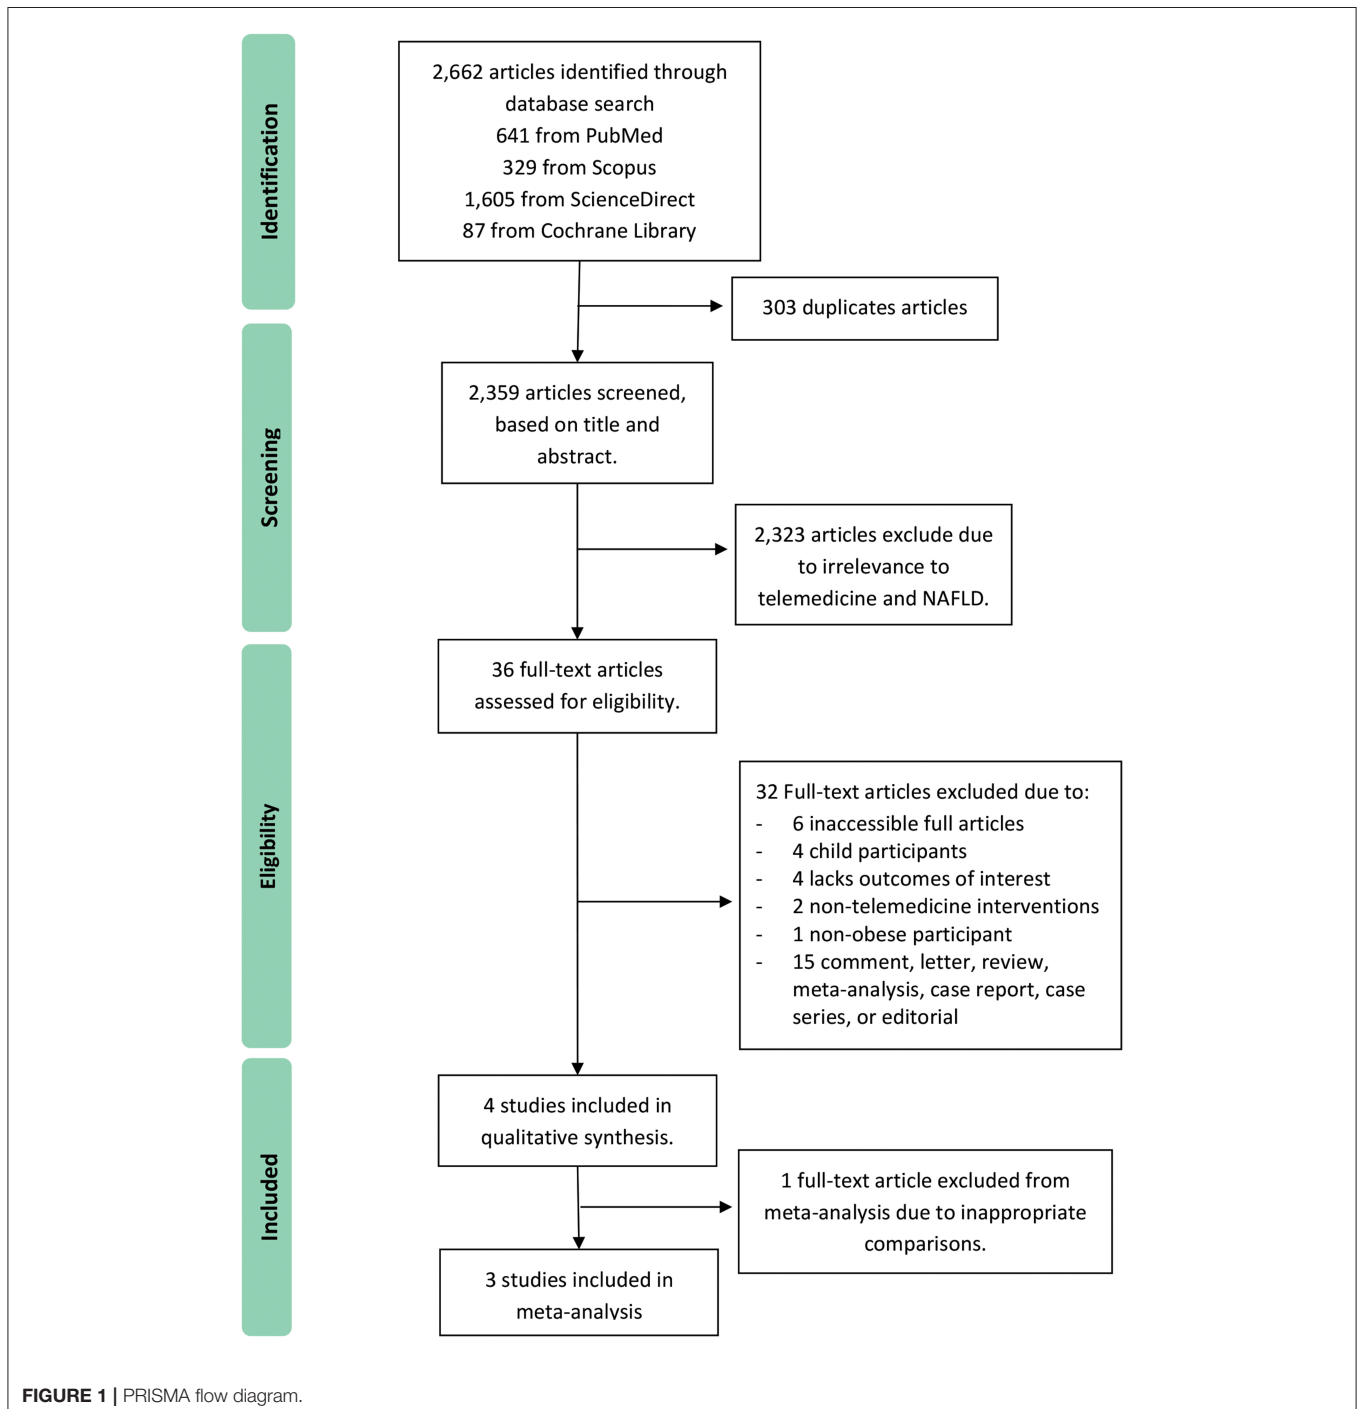 Identification
2,662 articles identified through
database search
641 from PubMed
329 from Scopus
1,605 from ScienceDirect
87 from Cochrane Library
303 duplicates articles
Screening
2,359 articles screened,
based on title and
abstract.
2,323 articles exclude due
to irrelevance to
telemedicine and NAFLD.
Eligibility
36 full-text articles
assessed for eligibility.
32 Full-text articles excluded due to:
- 6 inaccessible full articles
- 4 child participants
- 4 lacks outcomes of interest
- 2 non-telemedicine interventions
- 1 non-obese participant
- 15 comment, letter, review,
meta-analysis, case report, case
series, or editorial
Included
4 studies included in
qualitative synthesis.
1 full-text article excluded from
meta-analysis due to inappropriate
comparisons.
3 studies included in
meta-analysis
FIGURE 1 | PRISMA flow diagram.